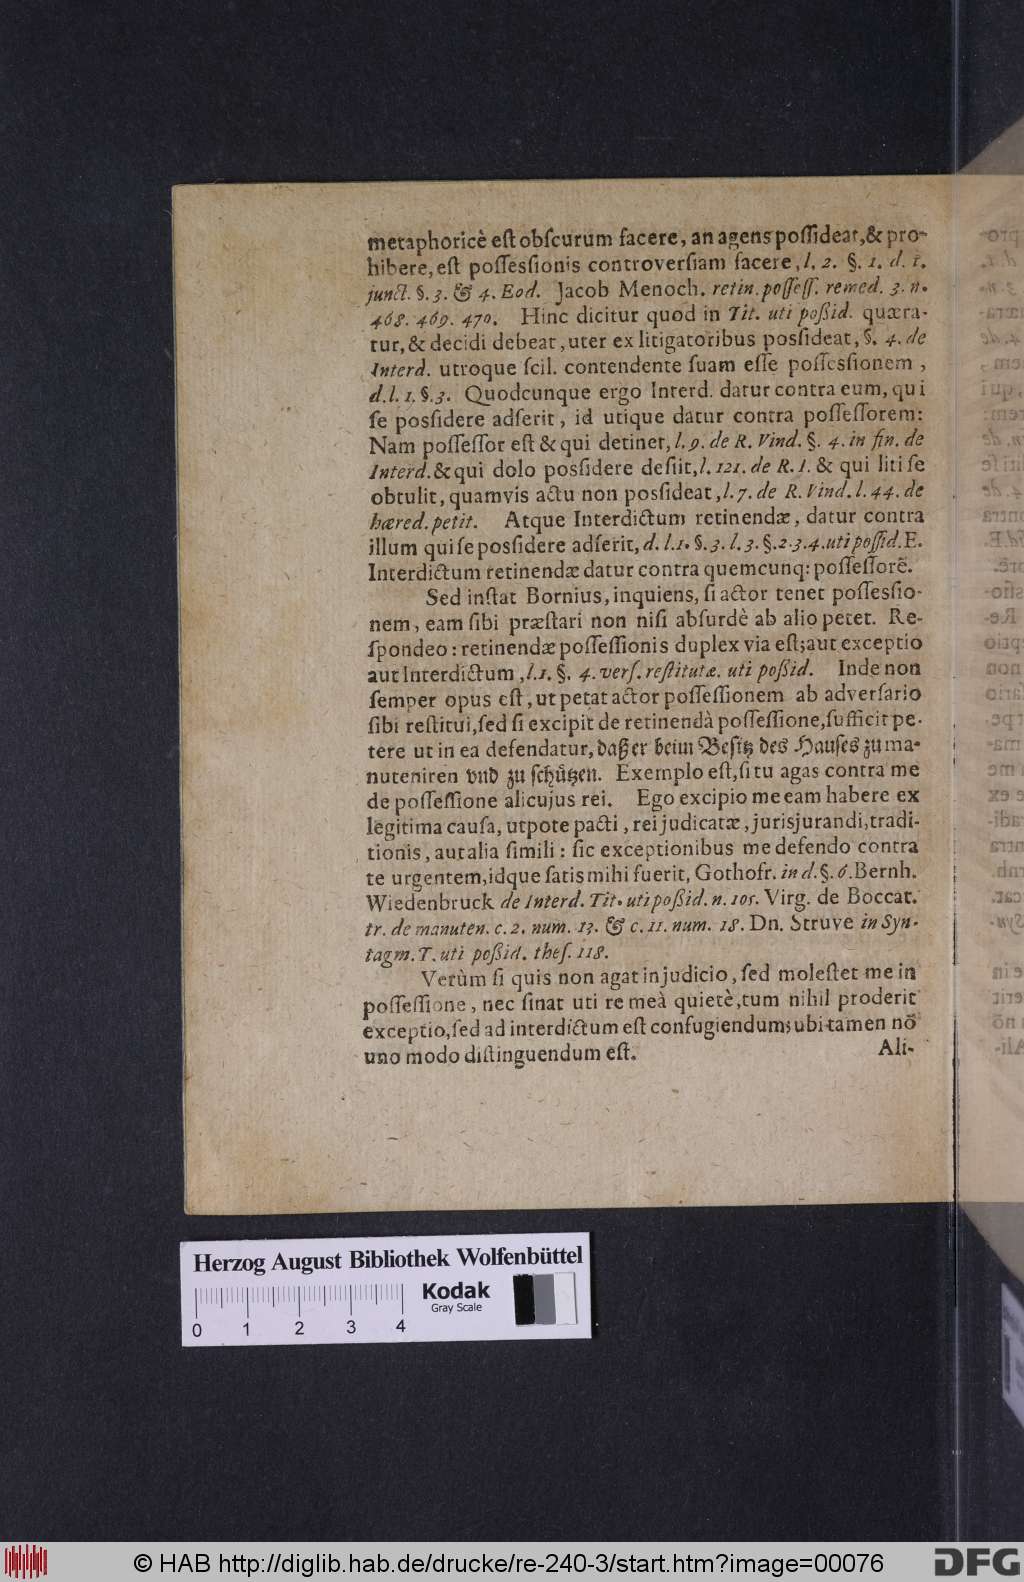 metaphoricè eſt obſcurum facere, an agens poſſideat, & pro-
hibere, eſt poſſeſsionis controverſiam facere, l. 2. §. 1. d. t.
junct. §. 3. & 4. Eod. Jacob Menoch. retin. poſſeſſ. remed. 3. n.
468. 469. 470. Hinc dicitur quod in Tit. uti poßid. quæra-
tur, & decidi debeat, uter ex litigatoribus posſideat, §. 4. de
Interd. utroque ſcil. contendente ſuam eſſe poſſesſionem,
d. l. 1. §. 3. Quodcunque ergo Interd. datur contra eum, qui
ſe posſidere adſerit, id utique datur contra poſſeſſorem:
Nam poſſeſſor eſt & qui detinet, l. 9. de R. Vind. §. 4. in fin. de
Interd. & qui dolo posſidere deſiit, l. 121. de R. I. & qui liti ſe
obtulit, quamvis actu non posſideat, l. 7. de R. Vind. l. 44. de
hæred. petit. Atque Interdictum retinendæ, datur contra
illum qui ſe posſidere adſerit, d. l. 1. §. 3. l. 3. §. 2. 3. 4. uti poſſid. E.
Interdictum retinendæ datur contra quemcunq: poſſeſſorē.
Sed inſtat Bornius, inquiens, ſi actor tenet poſſesſio-
nem, eam ſibi præſtari non niſi abſurdè ab alio petet. Re-
ſpondeo: retinendæ poſſeſſionis duplex via eſt; aut exceptio
aut Interdictum, l. 1. §. 4. verſ. reſtitutæ. uti poßid. Inde non
ſemper opus eſt, ut petat actor poſſeſſionem ab adverſario
ſibi reſtitui, ſed ſi excipit de retinendà poſſeſſione, ſufficit pe-
tere ut in ea defendatur, daß er beim Beſitz des Hauſes zu ma-
nuteniren vnd zu ſchützen. Exemplo eſt, ſi tu agas contra me
de poſſeſſione alicujus rei. Ego excipio me eam habere ex
legitima cauſa, utpote pacti, rei judicatæ, jurisjurandi, tradi-
tionis, aut alia ſimili: ſic exceptionibus me defendo contra
te urgentem, idque ſatis mihi fuerit, Gothofr. in d. §. 6. Bernh.
Wiedenbruck de Interd. Tit. uti poßid. n. 105. Virg. de Boccat.
tr. de manuten. c. 2. num. 13. & c. 11. num. 18. Dn. Struve in Syn-
tagm. T. uti poßid. theſ. 118.
Verùm ſi quis non agat in judicio, ſed moleſtet me in
poſſeſſione, nec ſinat uti re meà quietè, tum nihil proderit
exceptio, ſed ad interdictum eſt confugiendum; ubi tamen nō
uno modo diſtinguendum eſt.
Ali-
Herzog August Bibliothek Wolfenbüttel
Kodak
Gray Scale
0 1 2 3 4
© HAB http://diglib.hab.de/drucke/re-240-3/start.htm?image=00076
DFG